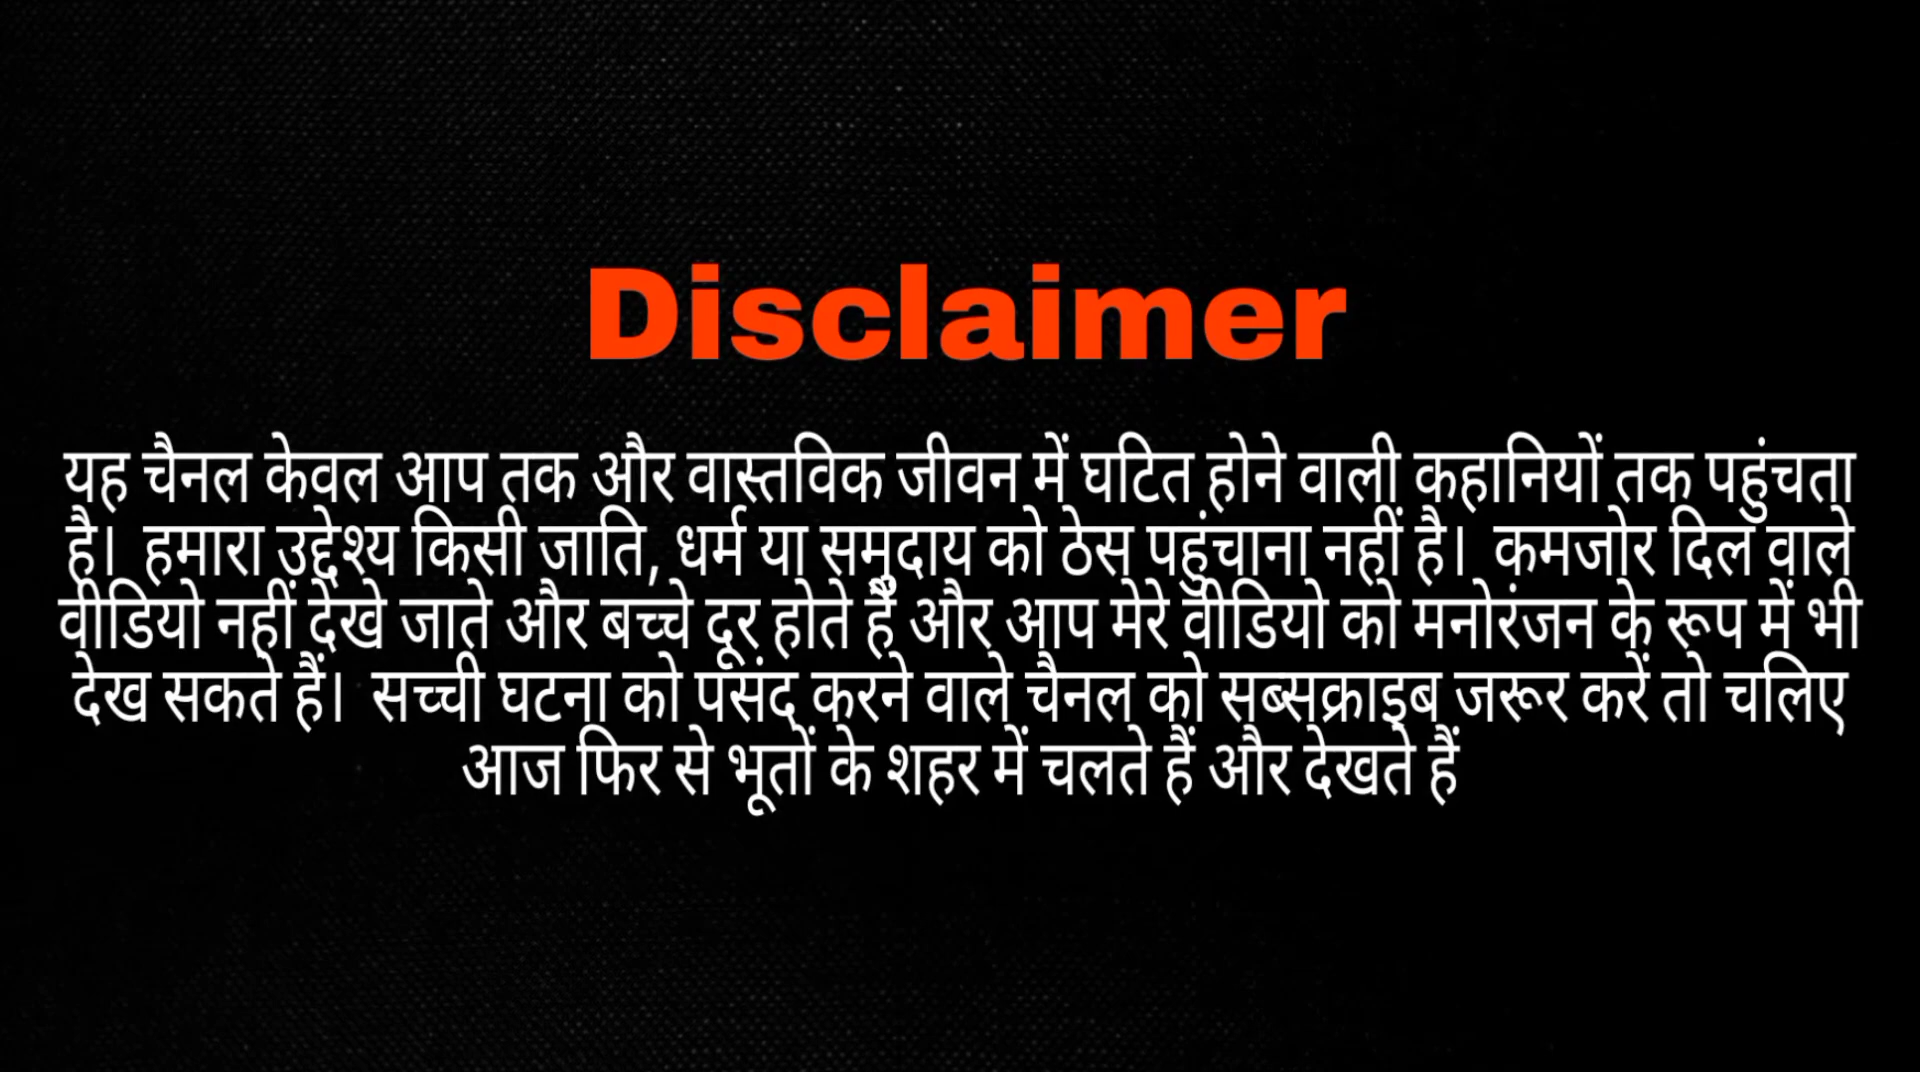 Disclaimer
यह चैनल केवल आप तक और वास्तविक जीवन में घटित होने वाली कहानियों तक पहुंचता
है। हमारा उद्देश्य किसी जाति, धर्म या समुदाय को ठेस पहुंचाना नहीं है। कमजोर दिल वाले
वीडियो नहीं देखे जाते और बच्चे दूर होते हैं और आप मेरे वीडियो को मनोरंजन के रूप में भी
देख सकते हैं। सच्ची घटना को पसंद करने वाले चैनल को सब्सक्राइब जरूर करें तो चलिए
आज फिर से भूतों के शहर में चलते हैं और देखते हैं